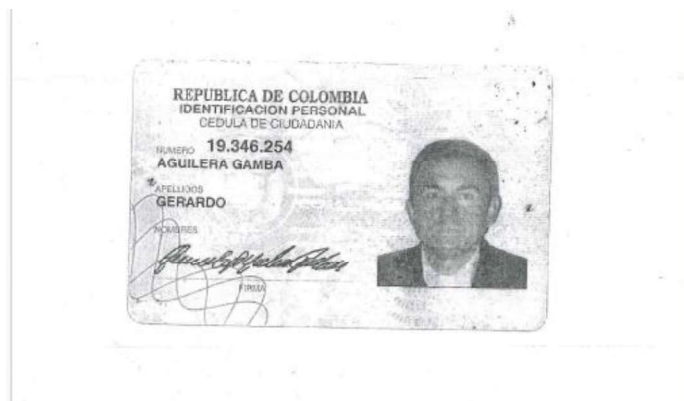 REPUBLICA DE COLOMBIA
IDENTIFICACION PERSONAL
CEDULA DE CIUDADANIA
NUMERO 19.346.254
AGUILERA GAMBA
APELLIDOS
GERARDO
NOMBRES
FIRMA